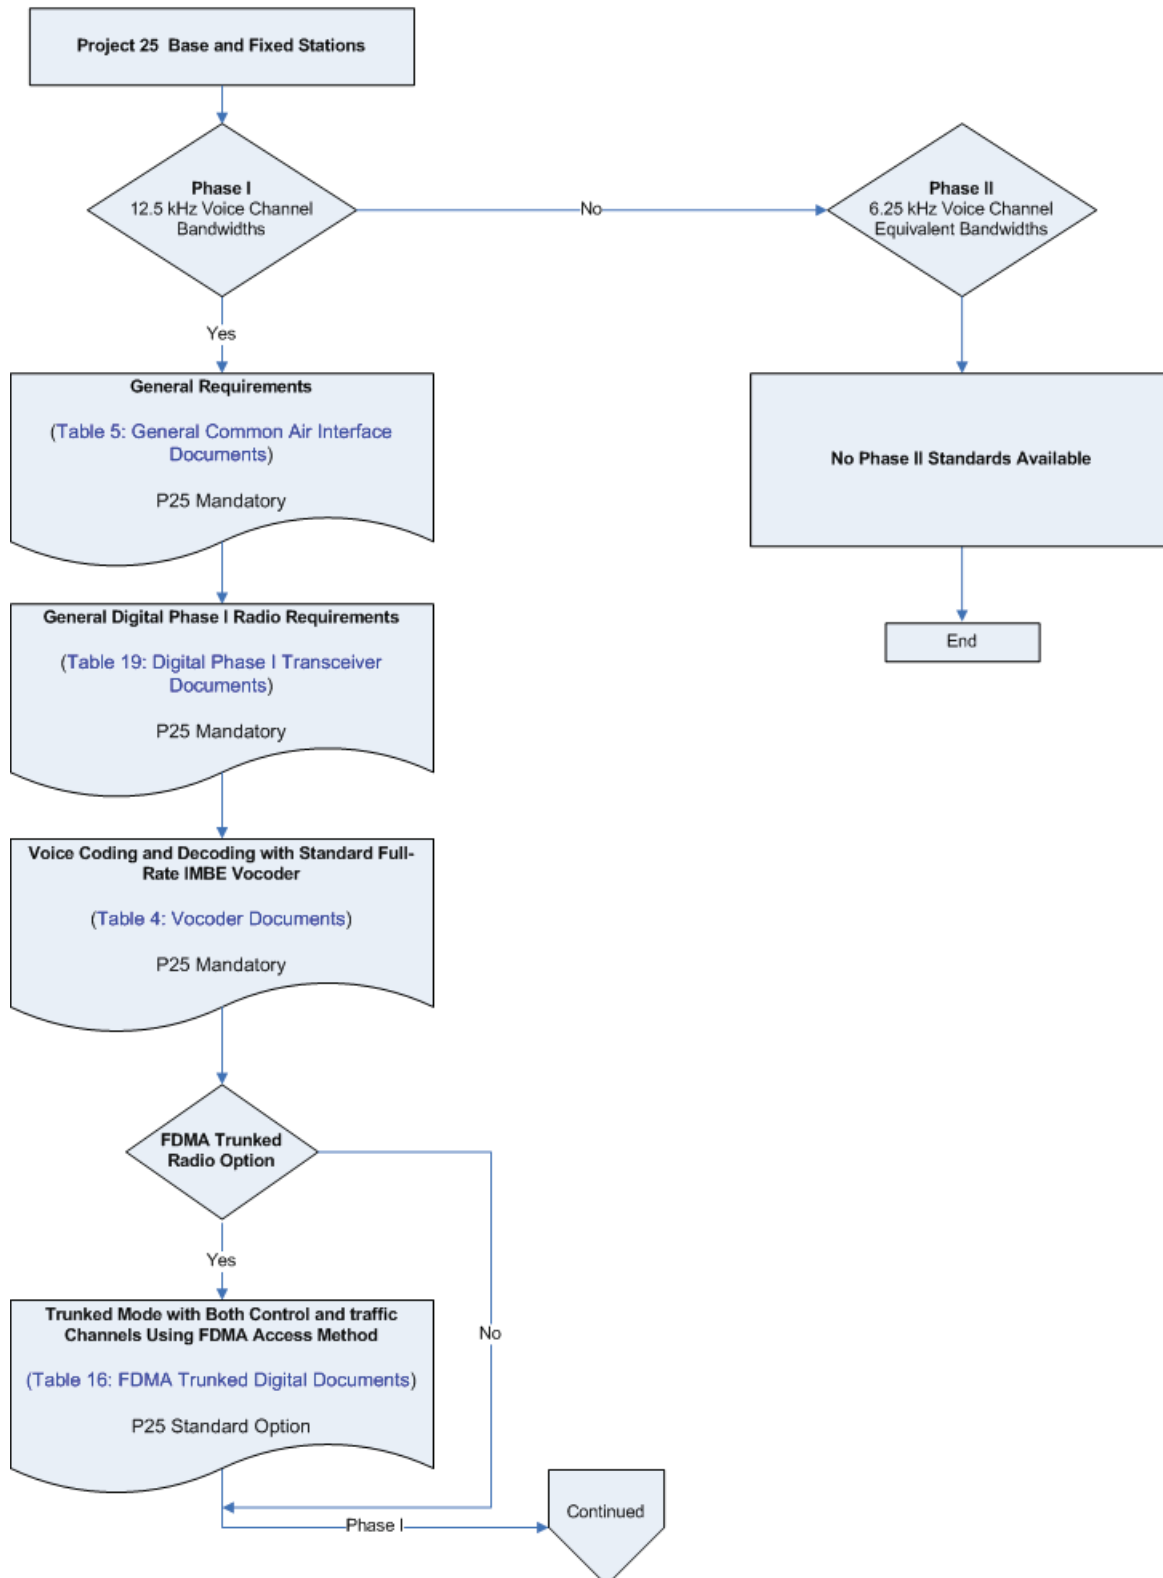 Project 25  Base and Fixed Stations
Phase I
12.5 kHz Voice Channel
Bandwidths
No
Phase II
6.25 kHz Voice Channel
Equivalent Bandwidths
Yes
General Requirements
(Table 5: General Common Air Interface
Documents)
P25 Mandatory
No Phase II Standards Available
End
General Digital Phase I Radio Requirements
(Table 19: Digital Phase I Transceiver
Documents)
P25 Mandatory
Voice Coding and Decoding with Standard Full-
Rate IMBE Vocoder
(Table 4: Vocoder Documents)
P25 Mandatory
FDMA Trunked
Radio Option
Yes
No
Trunked Mode with Both Control and traffic
Channels Using FDMA Access Method
(Table 16: FDMA Trunked Digital Documents)
P25 Standard Option
Phase I
Continued